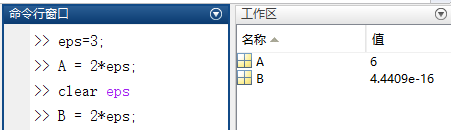 命令行窗口
>> eps=3;
>> A = 2*eps;
>> clear eps
>> B = 2*eps;
工作区
名称 值
A 6
B 4.4409e-16